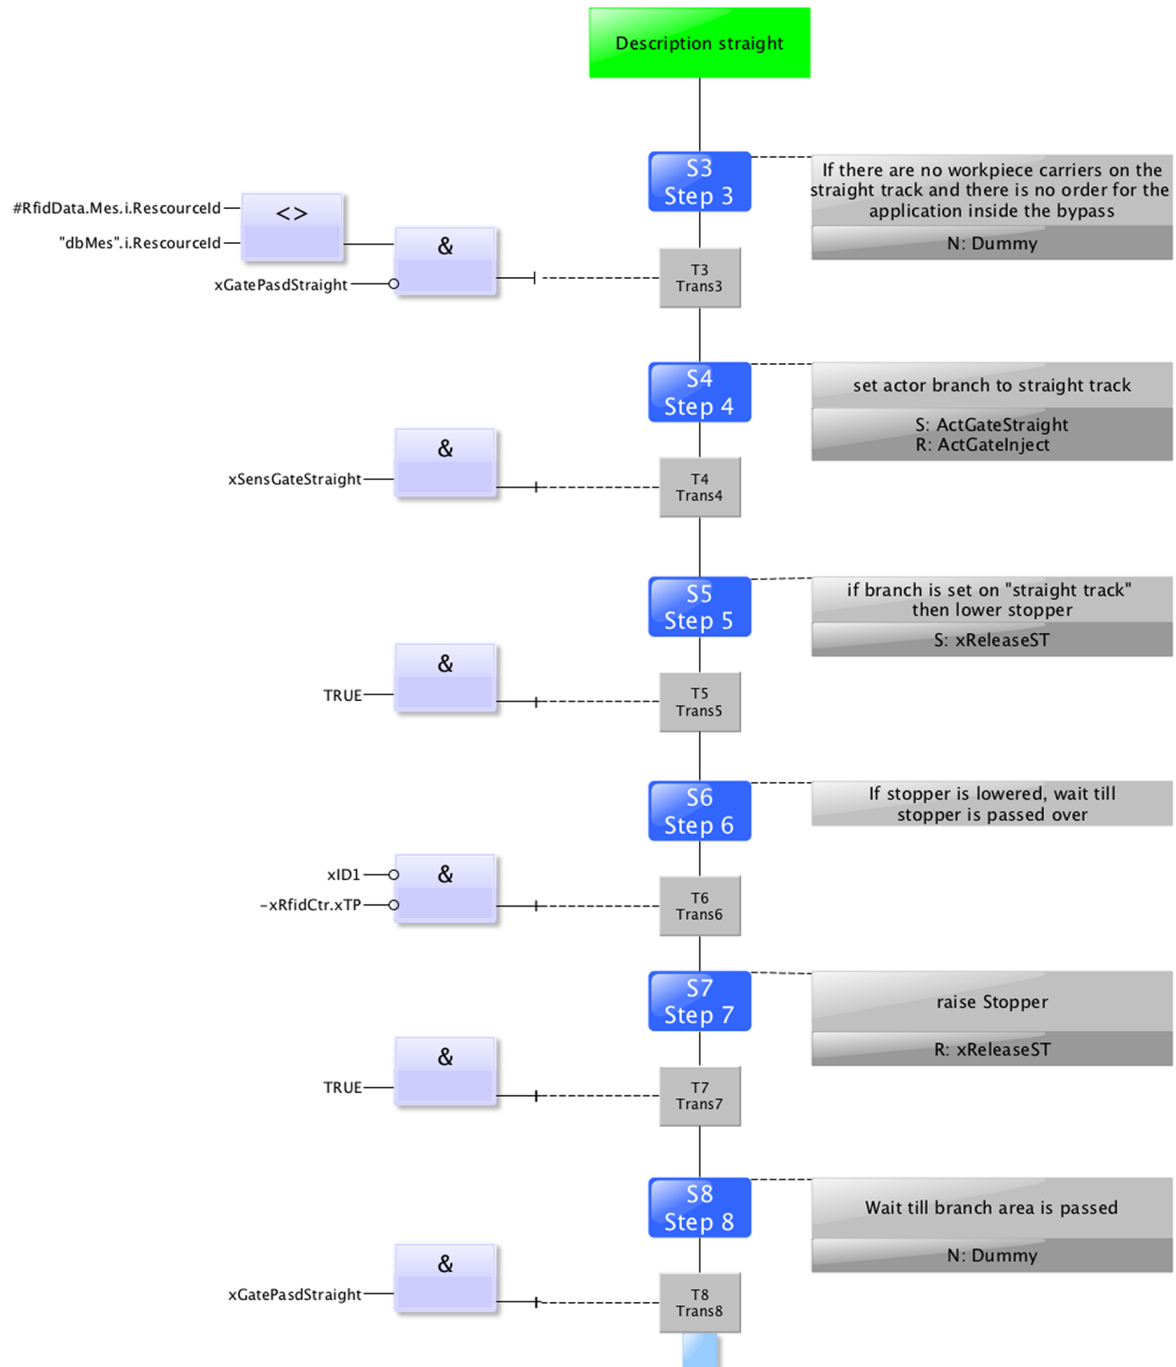 Description straight
S3
Step 3
If there are no workpiece carriers on the
straight track and there is no order for the
application inside the bypass
N: Dummy
#RfidData.Mes.i.RescourceId
<>
"dbMes".i.RescourceId
&
xGatePasdStraight
T3
Trans3
S4
Step 4
set actor branch to straight track
S: ActGateStraight
R: ActGateInject
&
xSensGateStraight
T4
Trans4
S5
Step 5
if branch is set on "straight track"
then lower stopper
S: xReleaseST
&
TRUE
T5
Trans5
S6
Step 6
If stopper is lowered, wait till
stopper is passed over
&
xID1
-xRfidCtr.xTP
T6
Trans6
S7
Step 7
raise Stopper
R: xReleaseST
&
TRUE
T7
Trans7
S8
Step 8
Wait till branch area is passed
N: Dummy
&
xGatePasdStraight
T8
Trans8